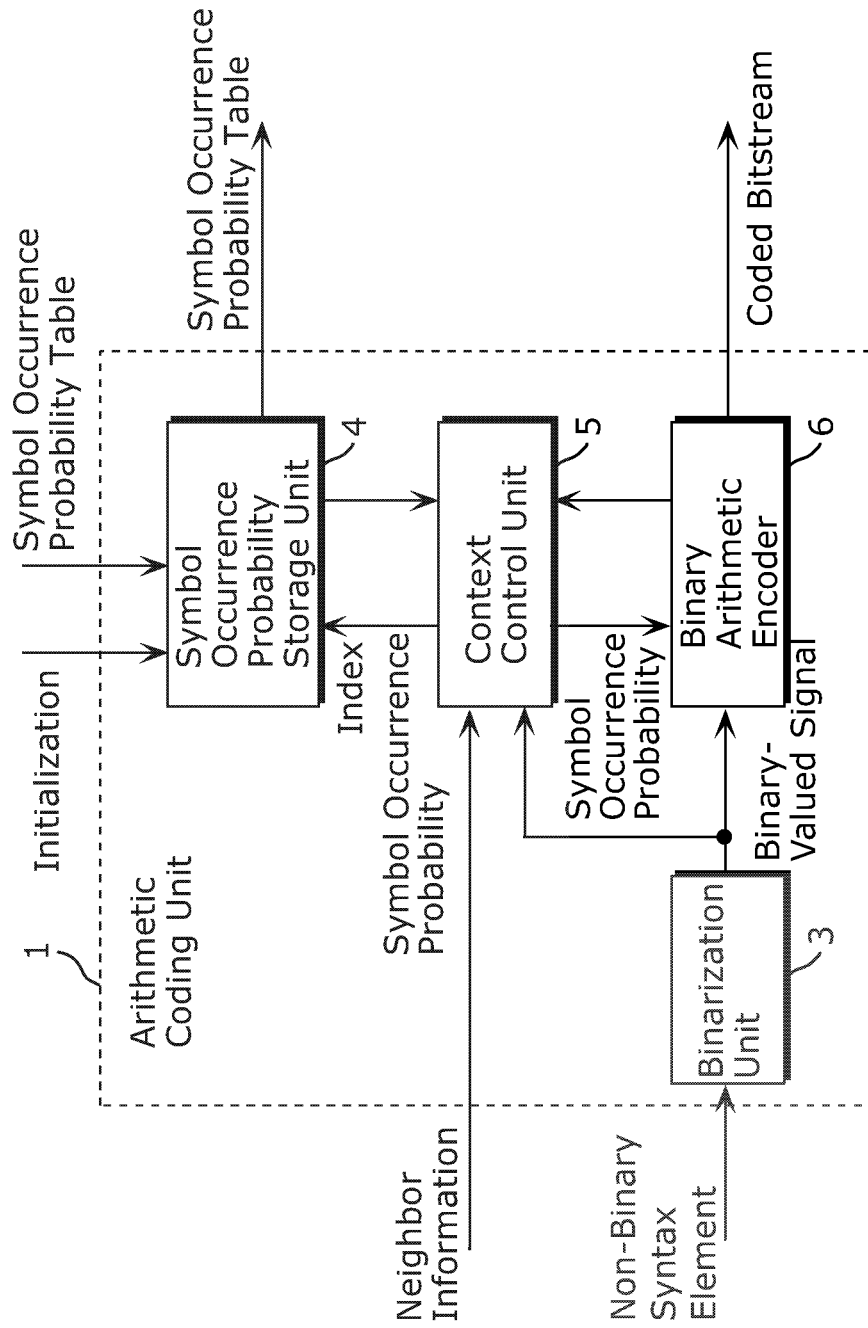 Symbol Occurrence
Probability Table
Initialization
1
Arithmetic
Coding Unit
Symbol
Occurrence
Probability
Storage Unit
4
Symbol Occurrence
Probability Table
Symbol Occurrence
Probability
Index
Neighbor
Information
Context
Control Unit
5
Symbol
Occurrence
Probability
Non-Binary
Syntax
Element
Binarization
Unit
3
Binary-
Valued Signal
Binary
Arithmetic
Encoder
6
Coded Bitstream